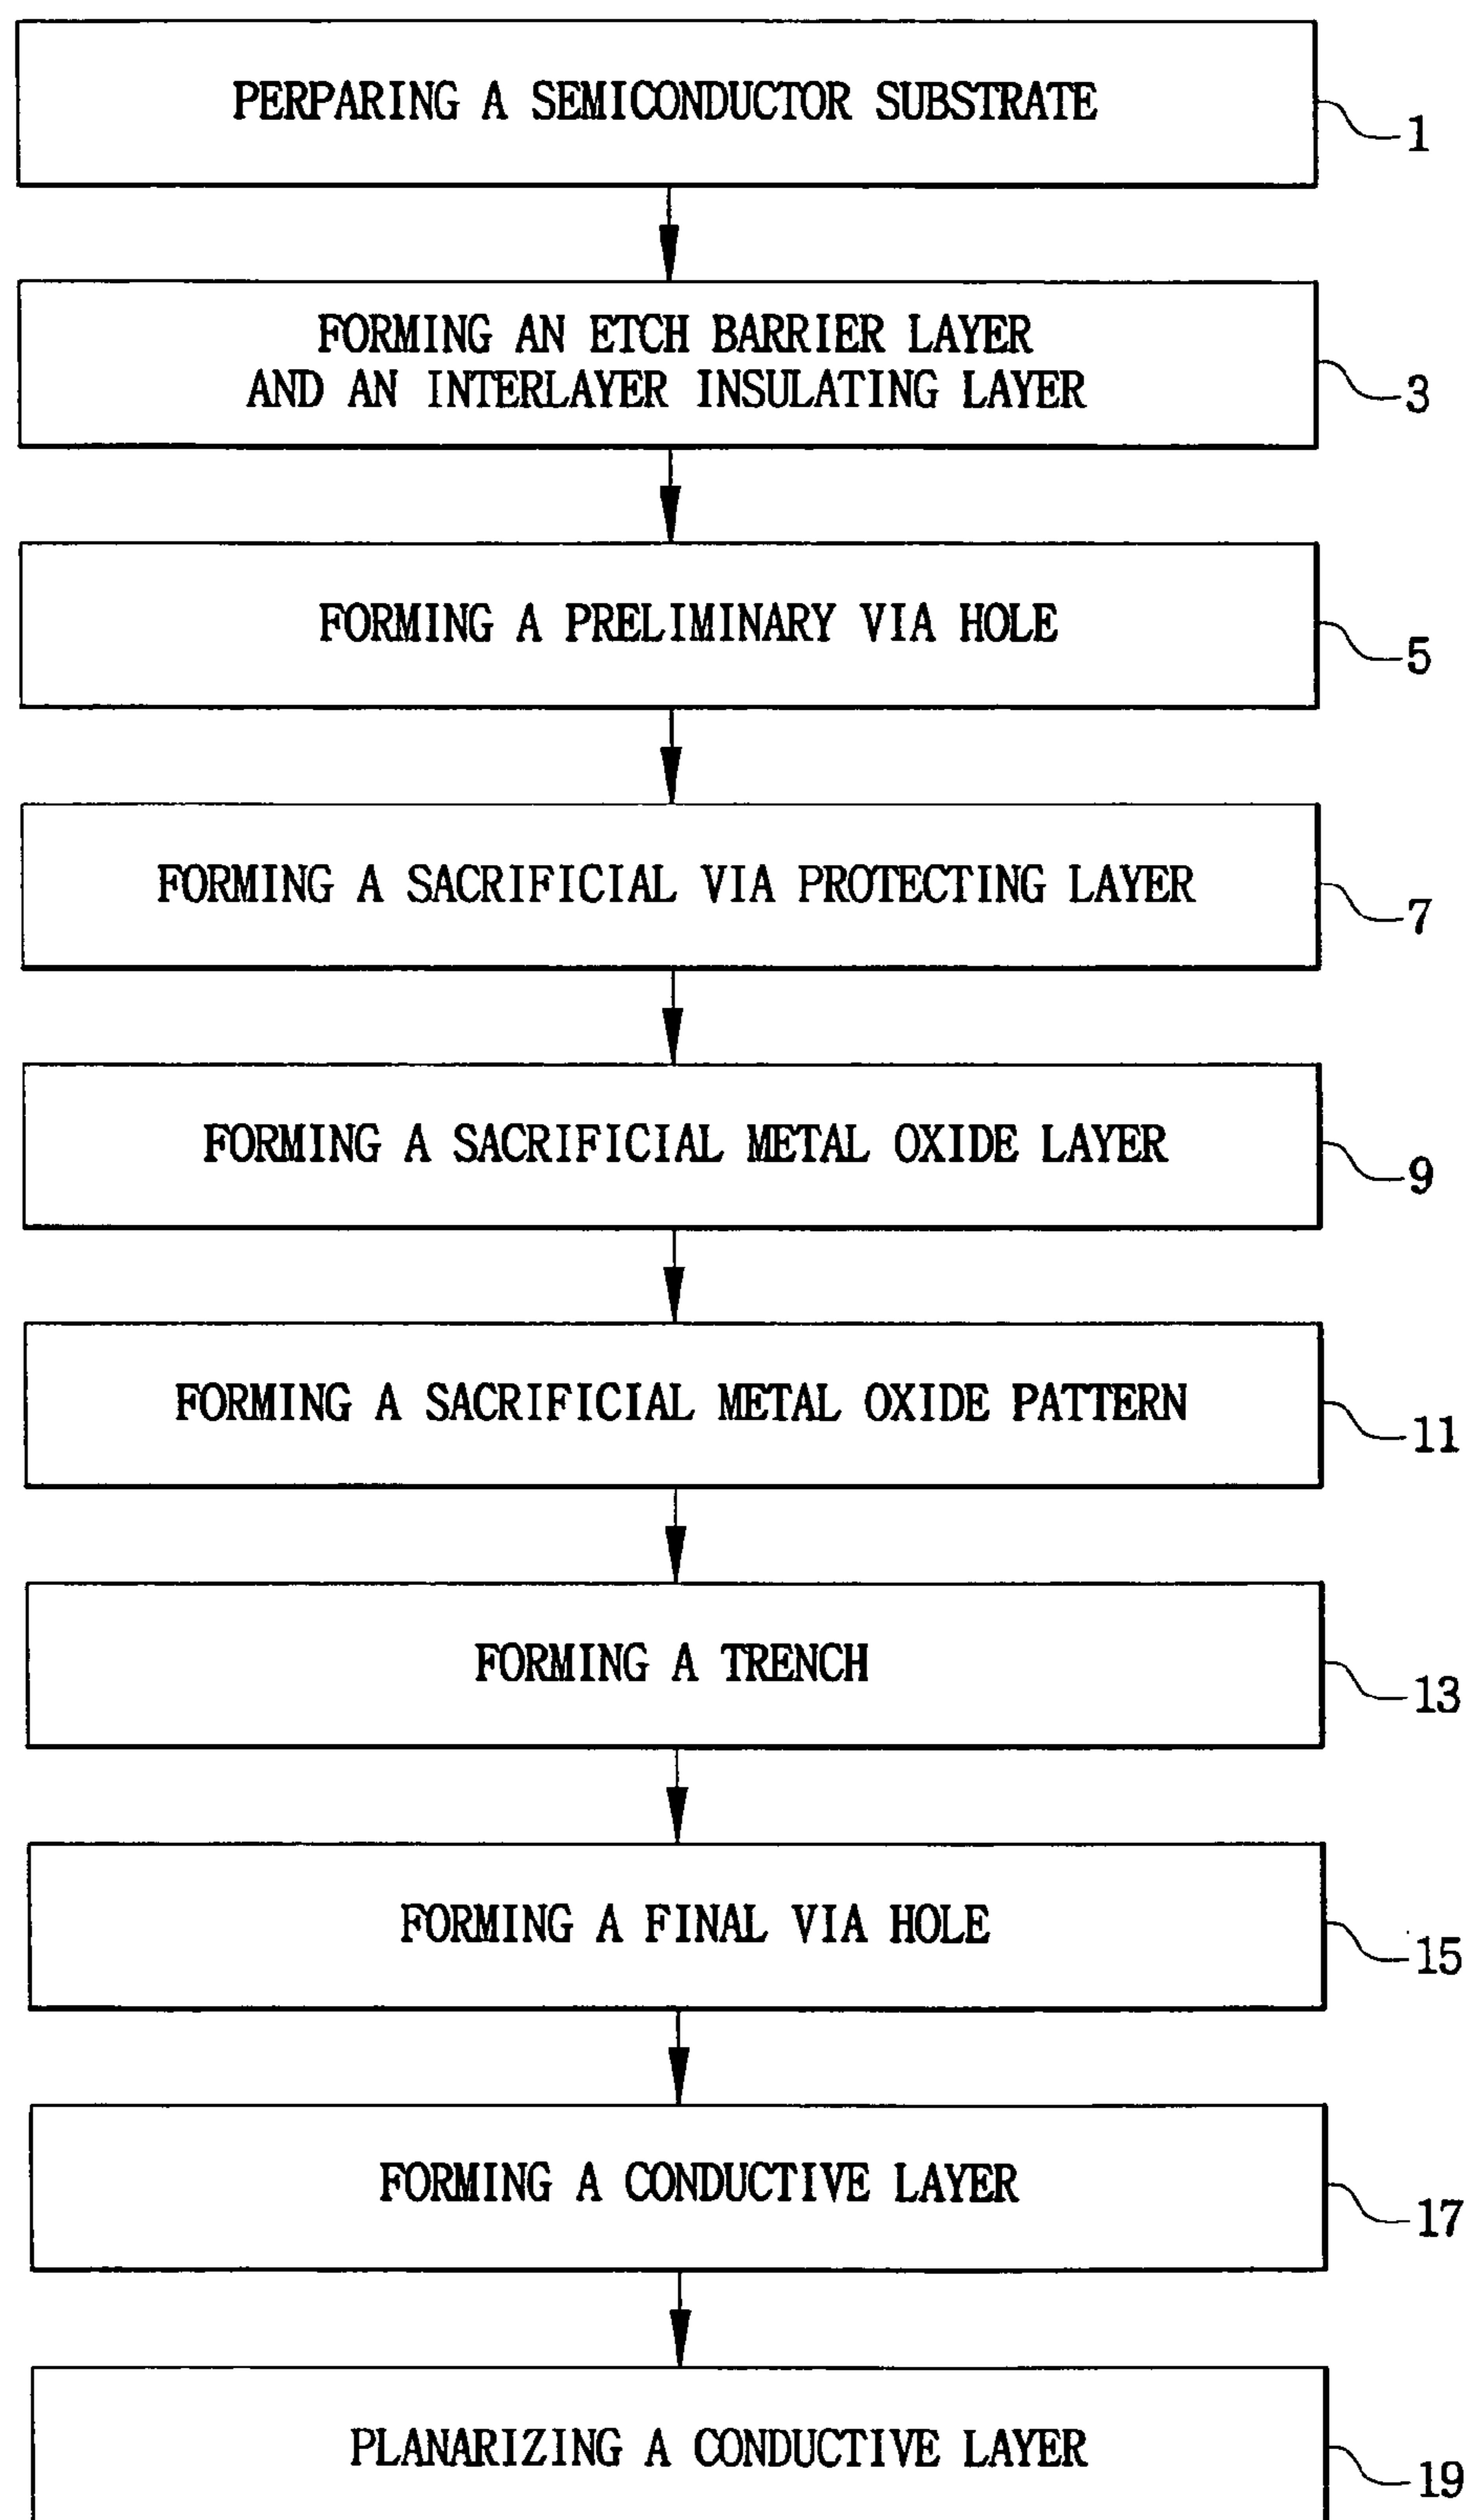 PERPARING A SEMICONDUCTOR SUBSTRATE
1
FORMING AN ETCH BARRIER LAYER
AND AN INTERLAYER INSULATING LAYER
3
FORMING A PRELIMINARY VIA HOLE
5
FORMING A SACRIFICIAL VIA PROTECTING LAYER
7
FORMING A SACRIFICIAL METAL OXIDE LAYER
9
FORMING A SACRIFICIAL METAL OXIDE PATTERN
11
FORMING A TRENCH
13
FORMING A FINAL VIA HOLE
15
FORMING A CONDUCTIVE LAYER
17
PLANARIZING A CONDUCTIVE LAYER
19